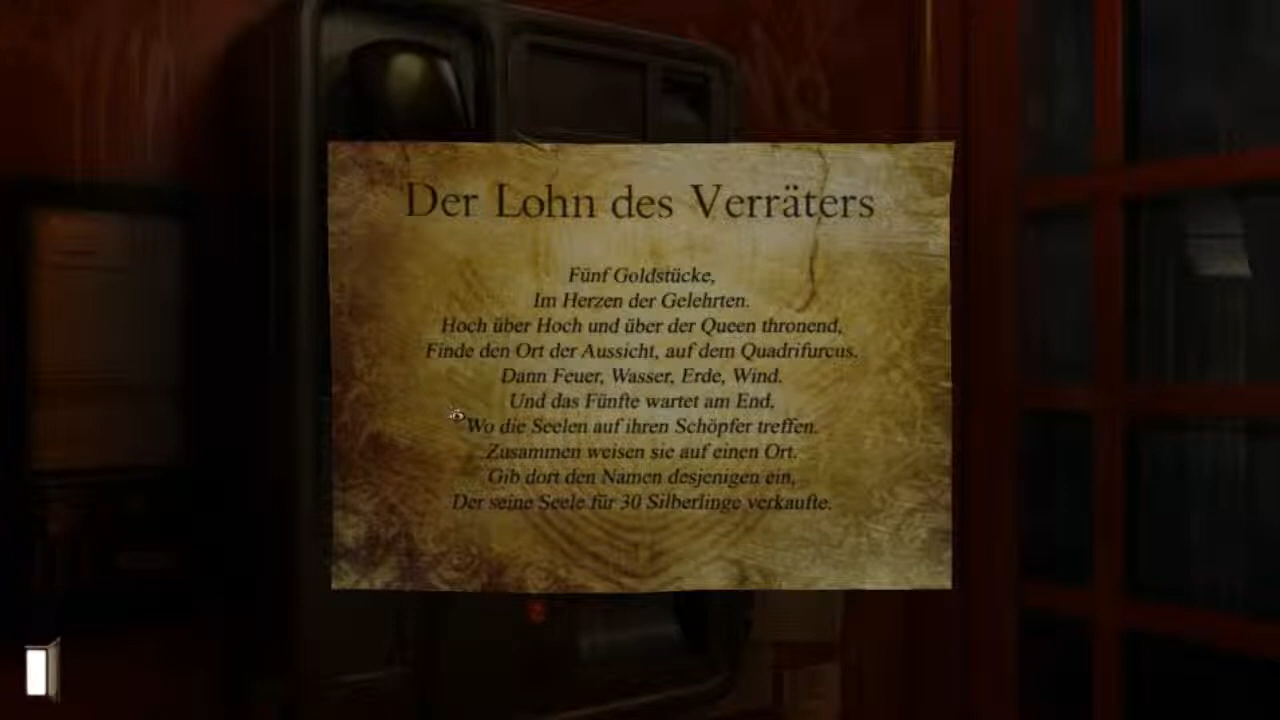 Der Lohn des Verräters
Fünf Goldstücke,
Im Herzen der Gelehrten.
Hoch über Hoch und über der Queen thronend,
Finde den Ort der Aussicht, auf dem Quadrifurcus.
Dann Feuer, Wasser, Erde, Wind.
Und das Fünfte wartet am End,
Wo die Seelen auf ihren Schöpfer treffen.
Zusammen weisen sie auf einen Ort.
Gib dort den Namen desjenigen ein,
Der seine Seele für 30 Silberlinge verkaufte.